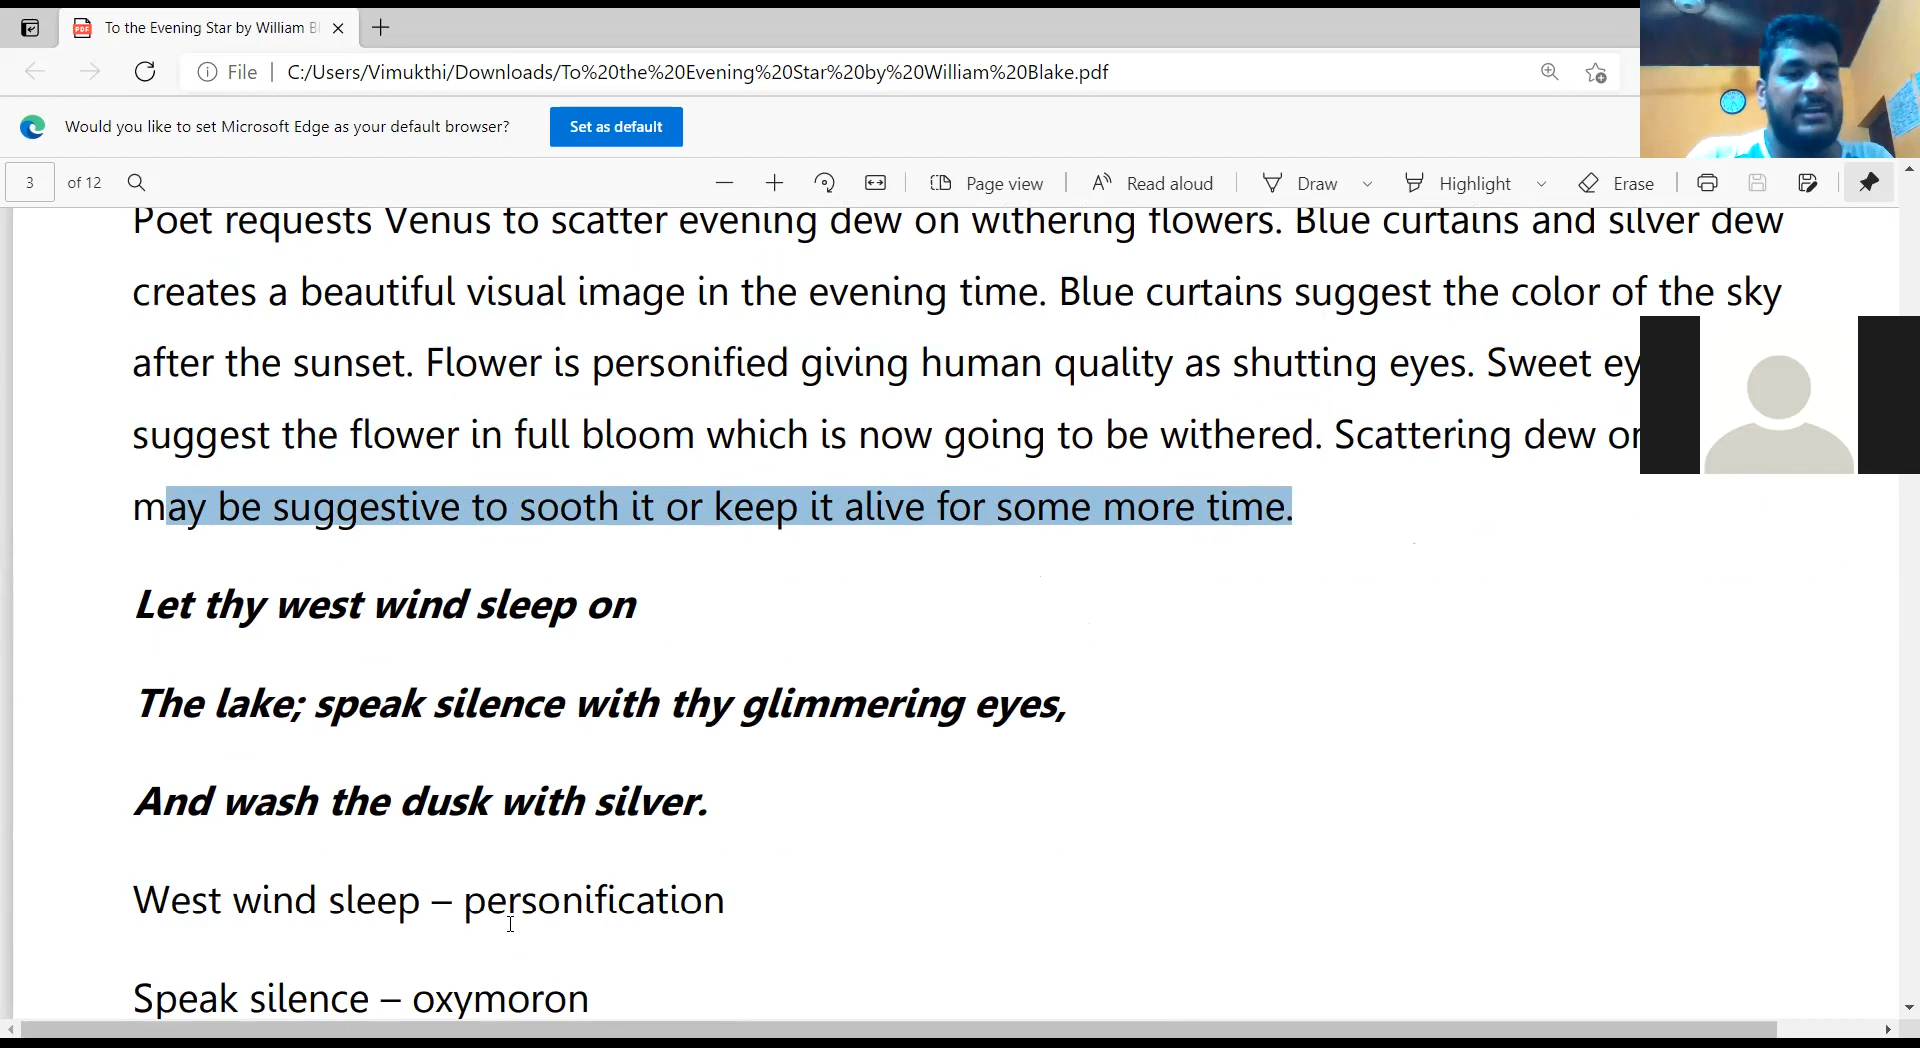 To the Evening Star by William Bl
File
C:/Users/Vimukthi/Downloads/To%20the%20Evening%20Star%20by%20William%20Blake.pdf
Would you like to set Microsoft Edge as your default browser?
Set as default
3 of 12
Page view
Read aloud
Draw
Highlight
Erase
Poet requests Venus to scatter evening dew on withering flowers. Blue curtains and silver dew
creates a beautiful visual image in the evening time. Blue curtains suggest the color of the sky
after the sunset. Flower is personified giving human quality as shutting eyes. Sweet ey
suggest the flower in full bloom which is now going to be withered. Scattering dew or
may be suggestive to sooth it or keep it alive for some more time.
Let thy west wind sleep on
The lake; speak silence with thy glimmering eyes,
And wash the dusk with silver.
West wind sleep – personification
Speak silence – oxymoron